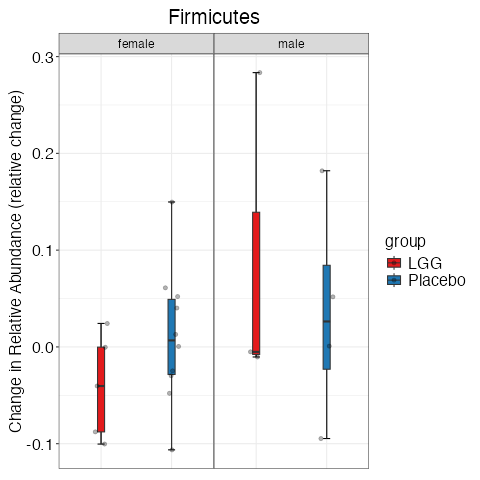 Firmicutes
female
male
Change in Relative Abundance (relative change)
0.3
0.2
0.1
0.0
-0.1
group
LGG
Placebo